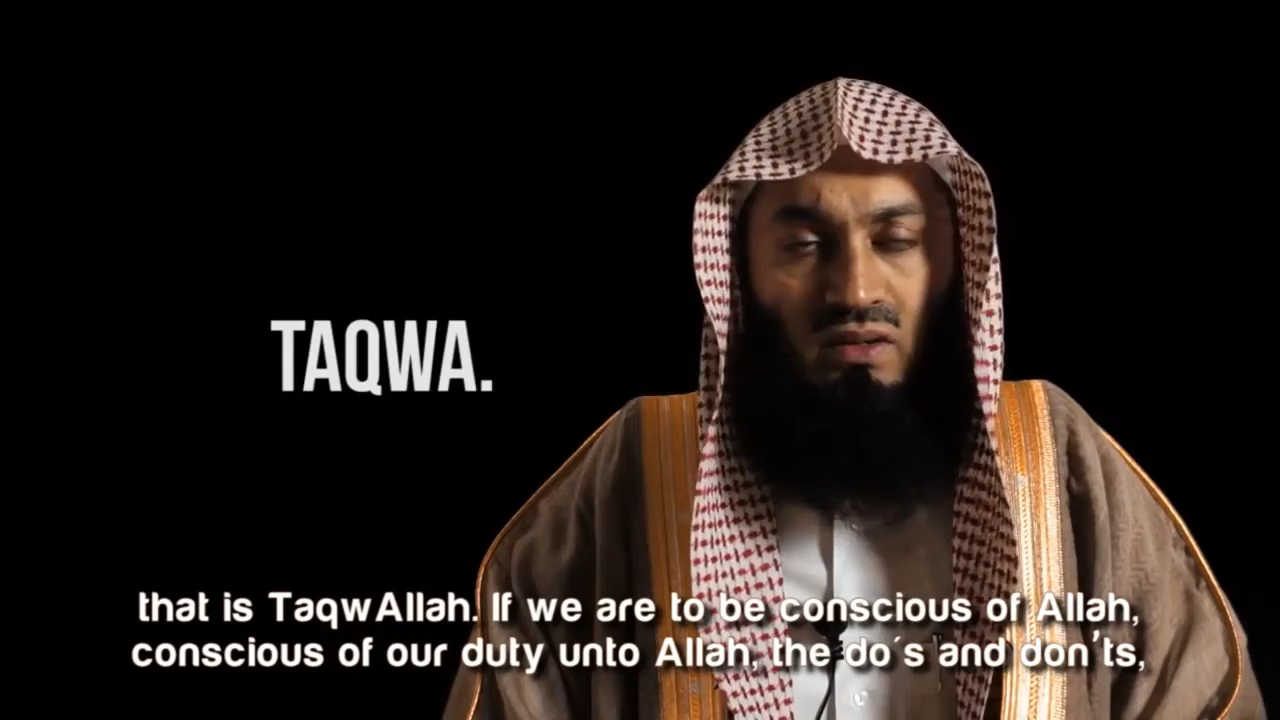 TAQWA.
that is TaqwAllah. If we are to be conscious of Allah,
conscious of our duty unto Allah, the do´s and don´ts,